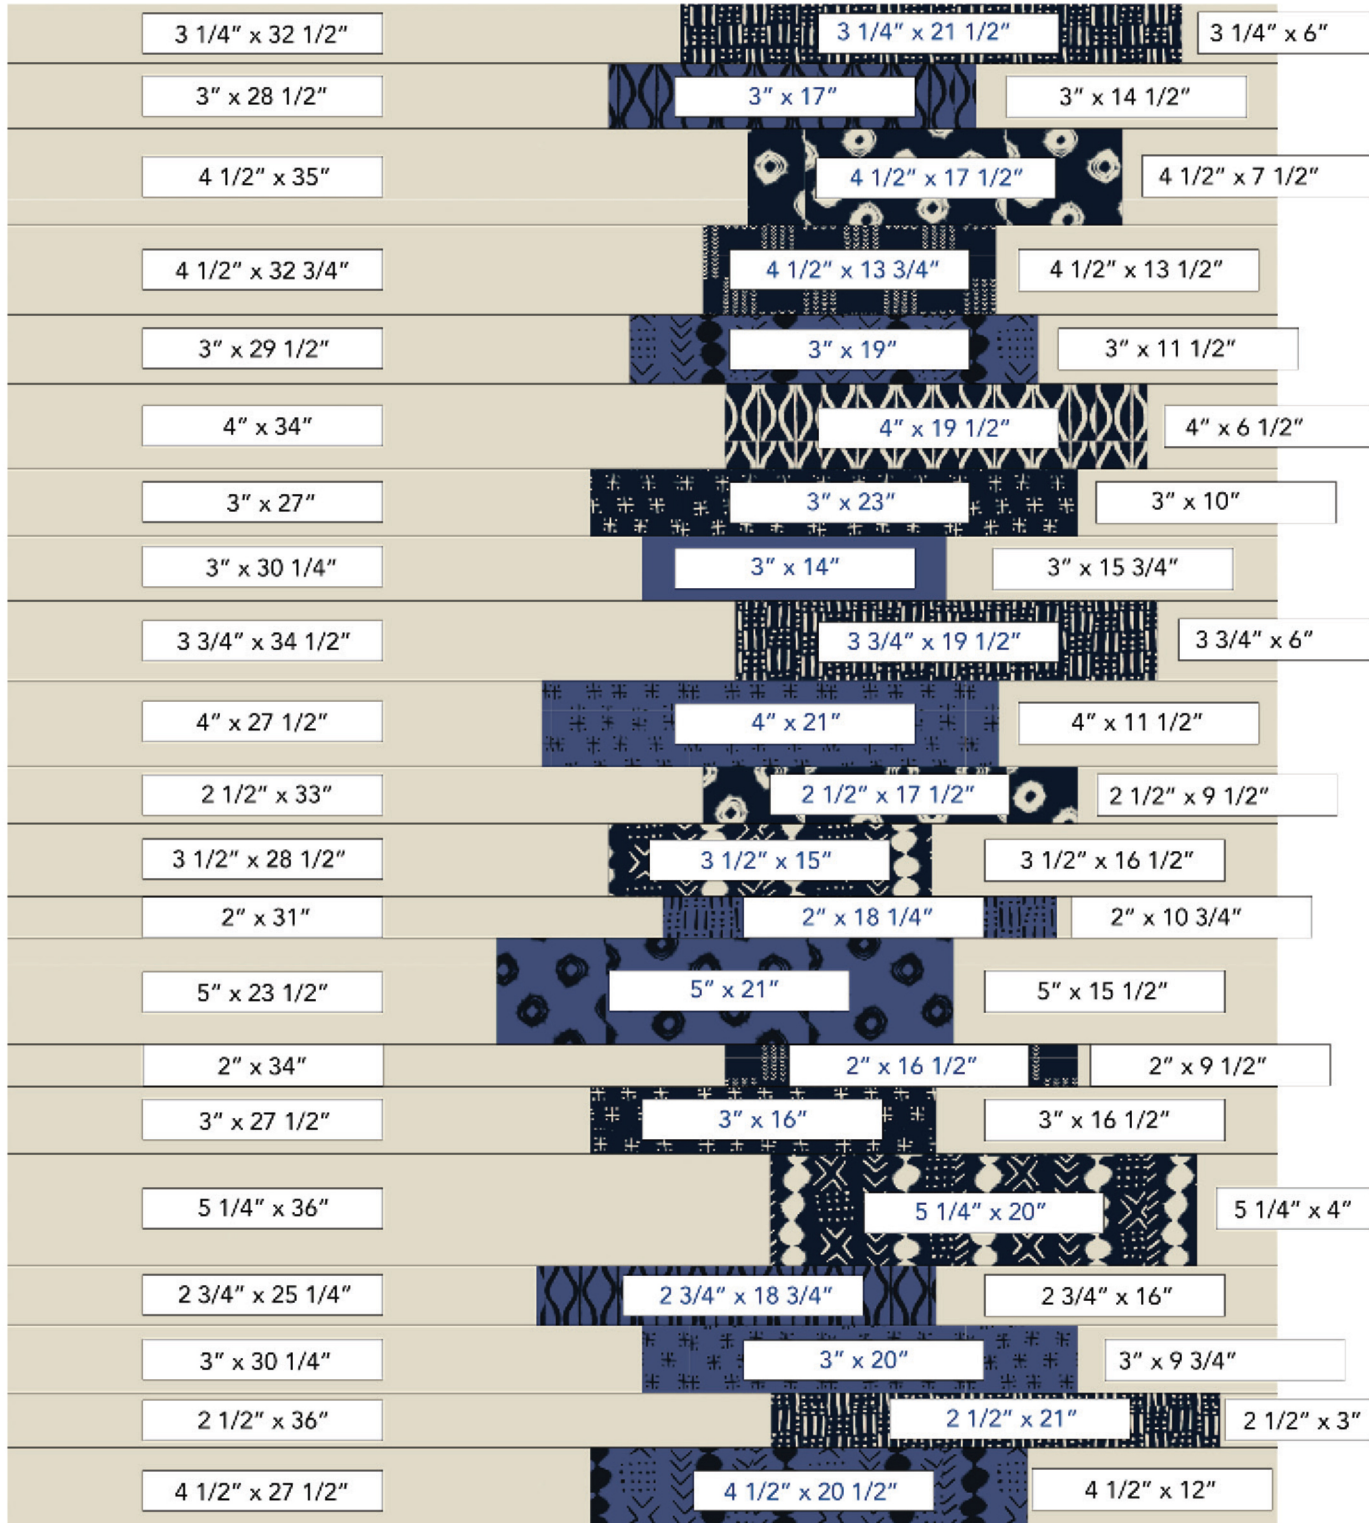 3 1/4" x 32 1/2" 3 1/4" x 21 1/2" 3 1/4" x 6"
3" x 28 1/2" 3" x 17" 3" x 14 1/2"
4 1/2" x 35" 4 1/2" x 17 1/2" 4 1/2" x 7 1/2"
4 1/2" x 32 3/4" 4 1/2" x 13 3/4" 4 1/2" x 13 1/2"
3" x 29 1/2" 3" x 19" 3" x 11 1/2"
4" x 34" 4" x 19 1/2" 4" x 6 1/2"
3" x 27" 3" x 23" 3" x 10"
3" x 30 1/4" 3" x 14" 3" x 15 3/4"
3 3/4" x 34 1/2" 3 3/4" x 19 1/2" 3 3/4" x 6"
4" x 27 1/2" 4" x 21" 4" x 11 1/2"
2 1/2" x 33" 2 1/2" x 17 1/2" 2 1/2" x 9 1/2"
3 1/2" x 28 1/2" 3 1/2" x 15" 3 1/2" x 16 1/2"
2" x 31" 2" x 18 1/4" 2" x 10 3/4"
5" x 23 1/2" 5" x 21" 5" x 15 1/2"
2" x 34" 2" x 16 1/2" 2" x 9 1/2"
3" x 27 1/2" 3" x 16" 3" x 16 1/2"
5 1/4" x 36" 5 1/4" x 20" 5 1/4" x 4"
2 3/4" x 25 1/4" 2 3/4" x 18 3/4" 2 3/4" x 16"
3" x 30 1/4" 3" x 20" 3" x 9 3/4"
2 1/2" x 36" 2 1/2" x 21" 2 1/2" x 3"
4 1/2" x 27 1/2" 4 1/2" x 20 1/2" 4 1/2" x 12"